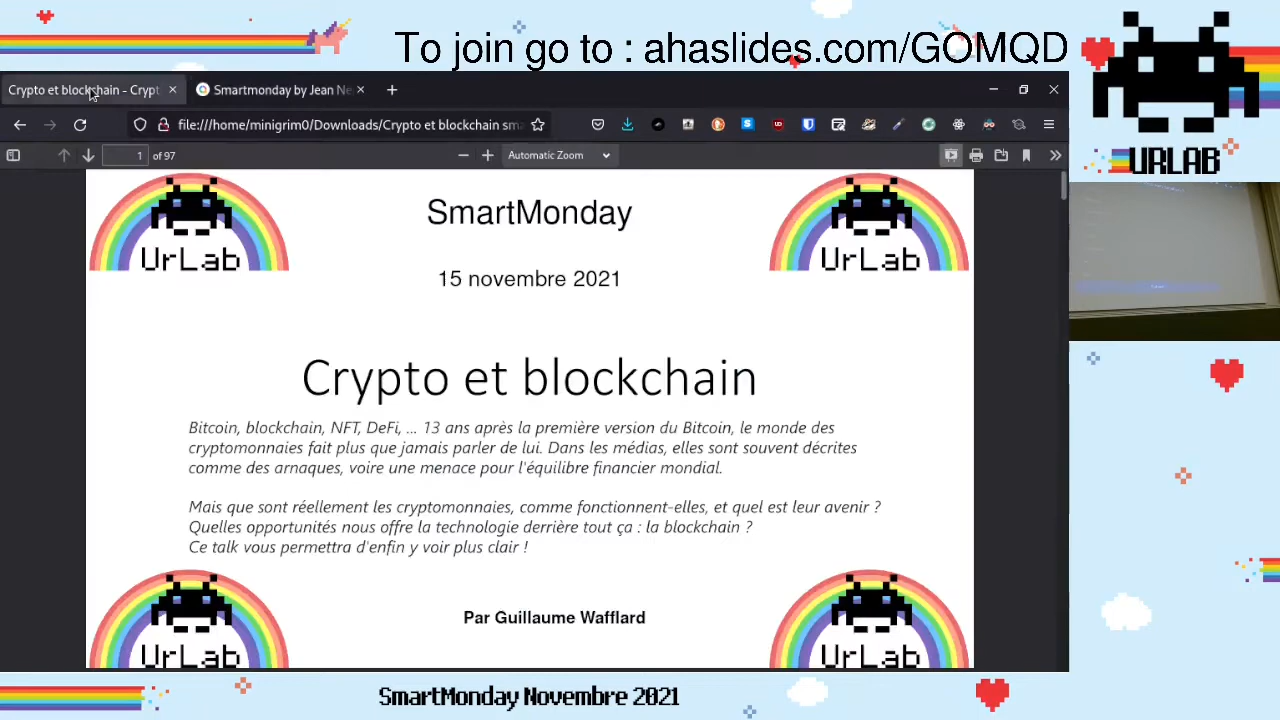 To join go to : ahaslides.com/GOMQD
URLAB
Crypto et blockchain - Crypt
Smartmonday by Jean Ne
file:///home/minigrim0/Downloads/Crypto et blockchain sma
1 of 97
Automatic Zoom
UrLab
SmartMonday
UrLab
15 novembre 2021
Crypto et blockchain
Bitcoin, blockchain, NFT, DeFi, ... 13 ans après la première version du Bitcoin, le monde des
cryptomonnaies fait plus que jamais parler de lui. Dans les médias, elles sont souvent décrites
comme des arnaques, voire une menace pour l'équilibre financier mondial.
Mais que sont réellement les cryptomonnaies, comme fonctionnent-elles, et quel est leur avenir ?
Quelles opportunités nous offre la technologie derrière tout ça : la blockchain ?
Ce talk vous permettra d'enfin y voir plus clair !
Par Guillaume Wafflard
UrLab
UrLab
SmartMonday Novembre 2021